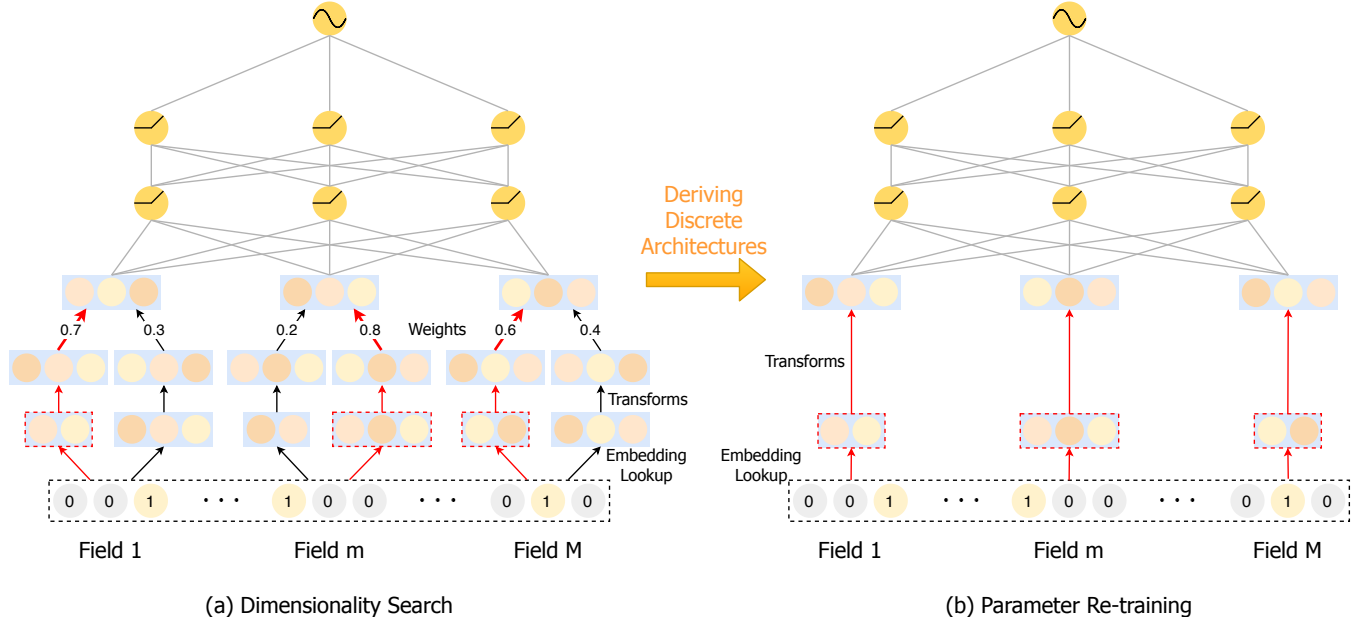 Deriving
Discrete
Architectures
0.7
0.3
0.2
0.8
Weights
0.6
0.4
Transforms
Transforms
Embedding
Lookup
Embedding
Lookup
0 0 1 · · · 1 0 0 · · · 0 1 0
0 0 1 · · · 1 0 0 · · · 0 1 0
Field 1
Field m
Field M
Field 1
Field m
Field M
(a) Dimensionality Search
(b) Parameter Re-training